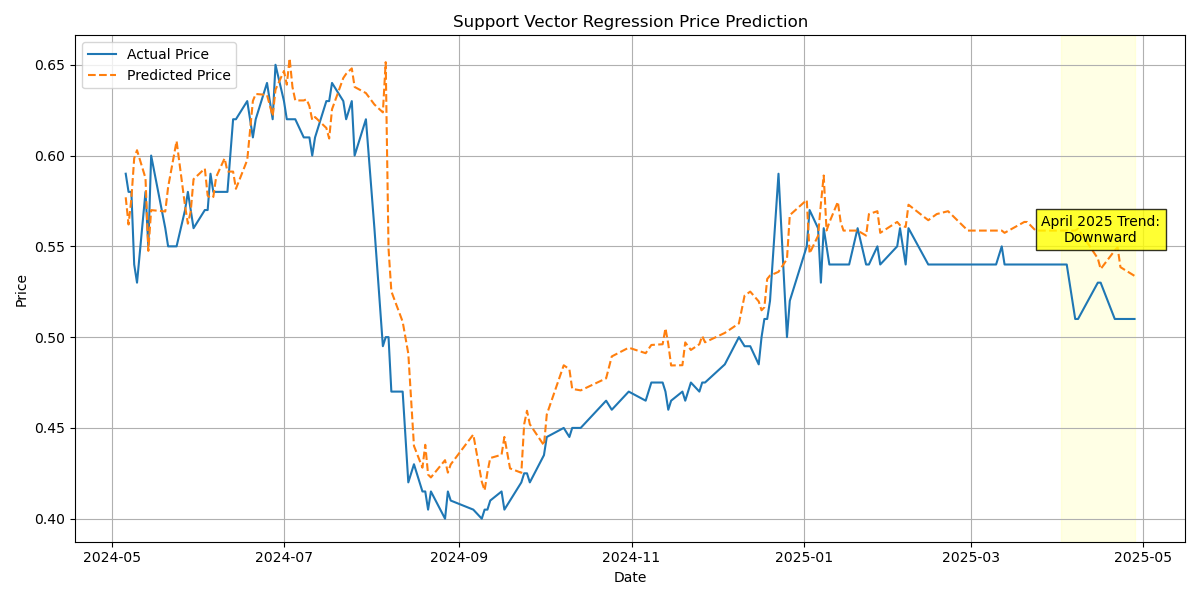 Support Vector Regression Price Prediction
Actual Price
Predicted Price
April 2025 Trend:
Downward
Price
0.65
0.60
0.55
0.50
0.45
0.40
2024-05
2024-07
2024-09
2024-11
2025-01
2025-03
2025-05
Date